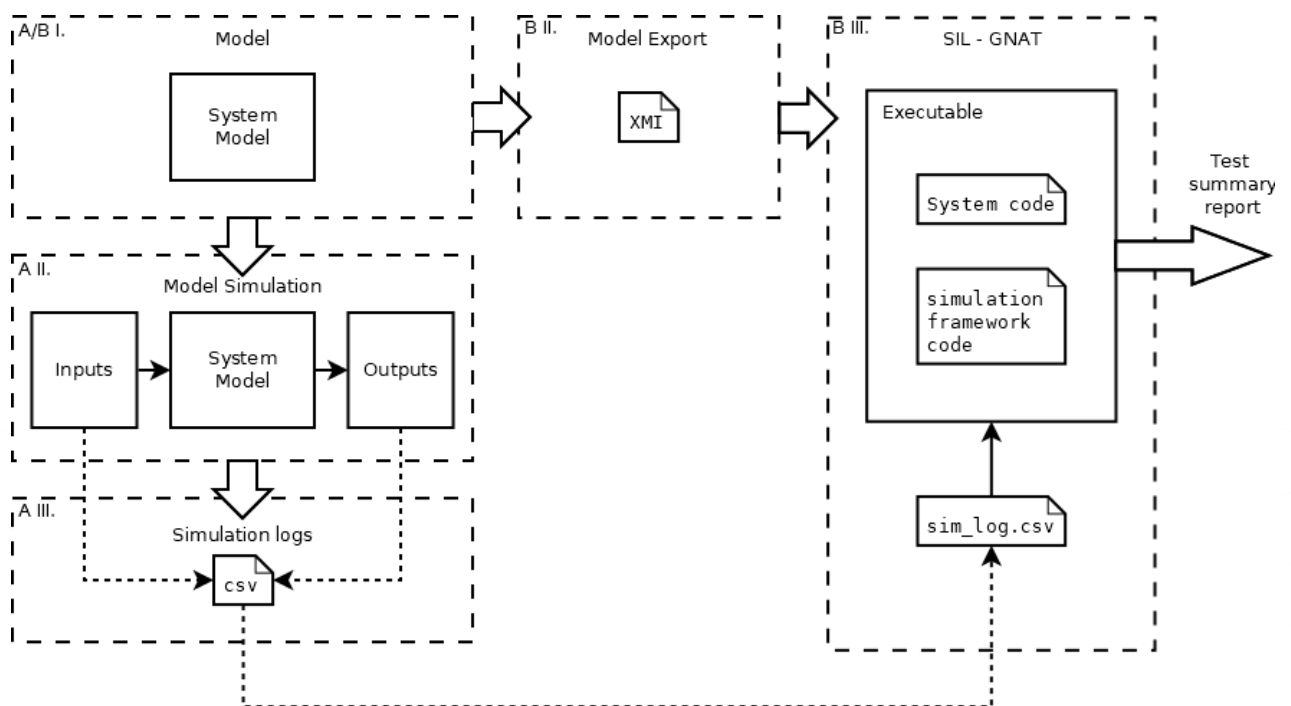 A/B I.
Model
System
Model
B II.
Model Export
XMI
B III.
SIL - GNAT
Executable
System code
simulation
framework
code
sim_log.csv
Test
summary
report
A II.
Model Simulation
Inputs
System
Model
Outputs
A III.
Simulation logs
csv